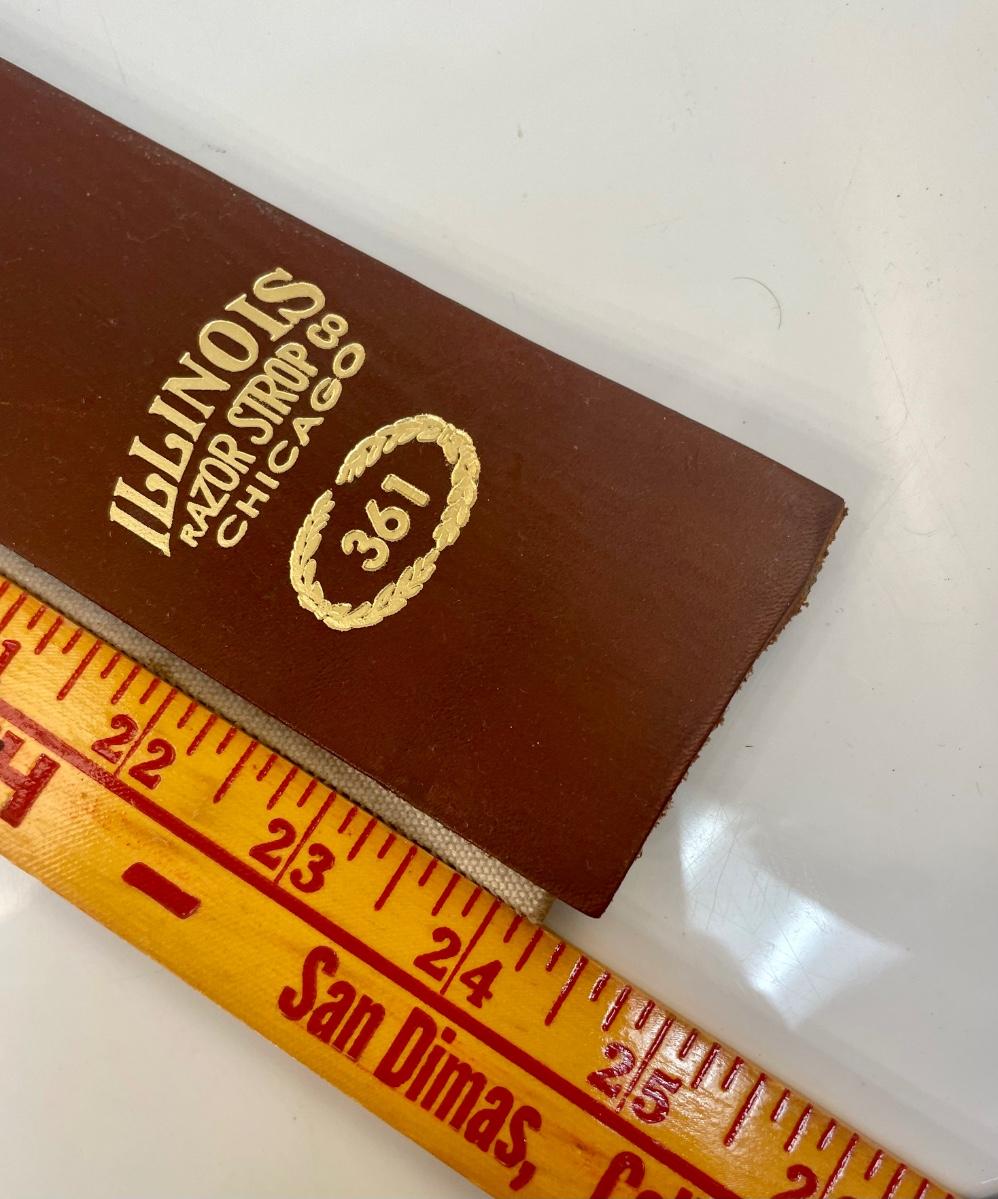 ILLINOIS
RAZOR STROP CO
CHICAGO
361
22
23
24
25
San Dimas,